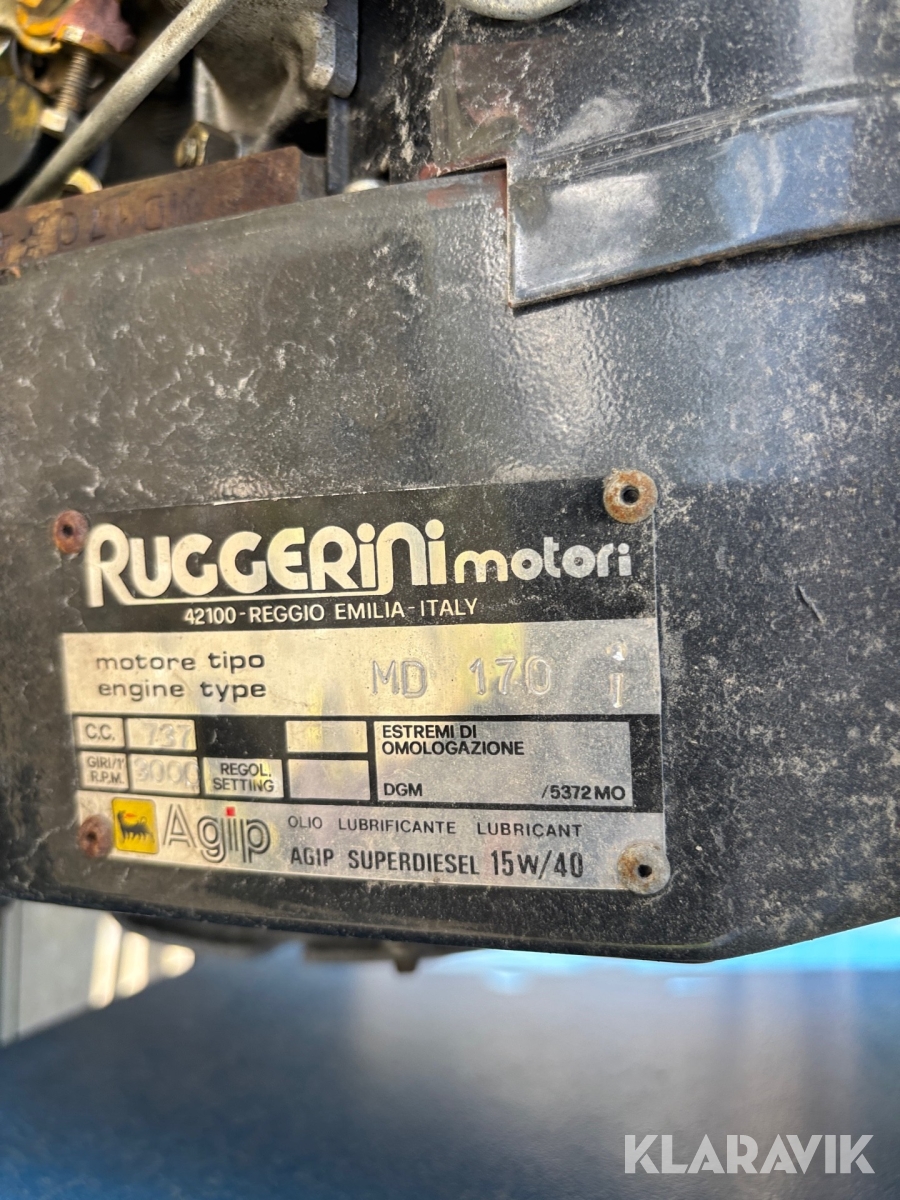 RUGGERINI motori
42100 - REGGIO EMILIA - ITALY
motore tipo
engine type
MD 170
C.C. 737
GIRI/1'
R.P.M.
3000
REGOL.
SETTING
ESTREMI DI
OMOLOGAZIONE
DGM /5372 MO
Agip
OLIO LUBRIFICANTE LUBRICANT
AGIP SUPERDIESEL 15W/40
KLARAVIK